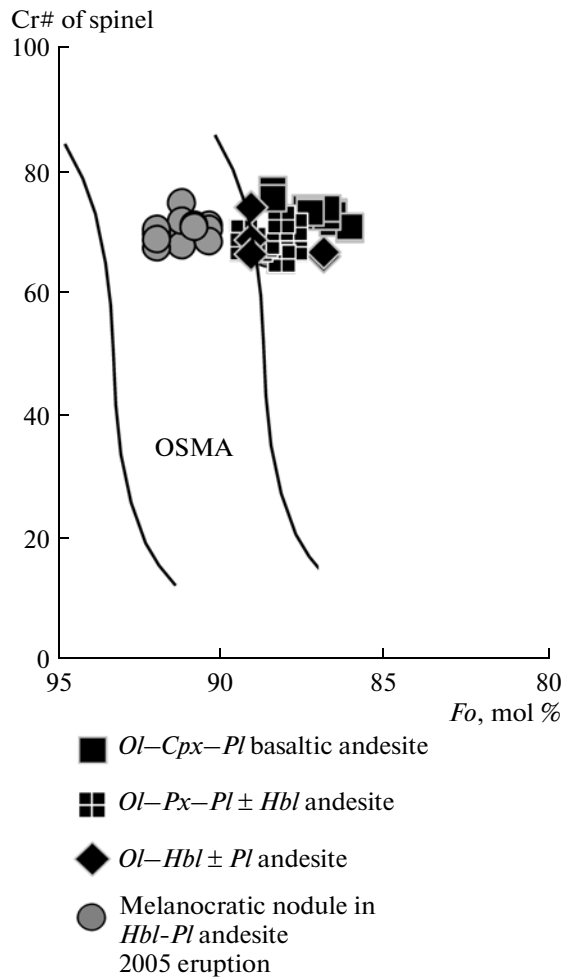 Cr# of spinel
100
80
60
40
20
0
OSMA
95 90 85 80
Fo, mol %
Ol–Cpx–Pl basaltic andesite
Ol–Px–Pl ± Hbl andesite
Ol–Hbl ± Pl andesite
Melanocratic nodule in
Hbl-Pl andesite
2005 eruption